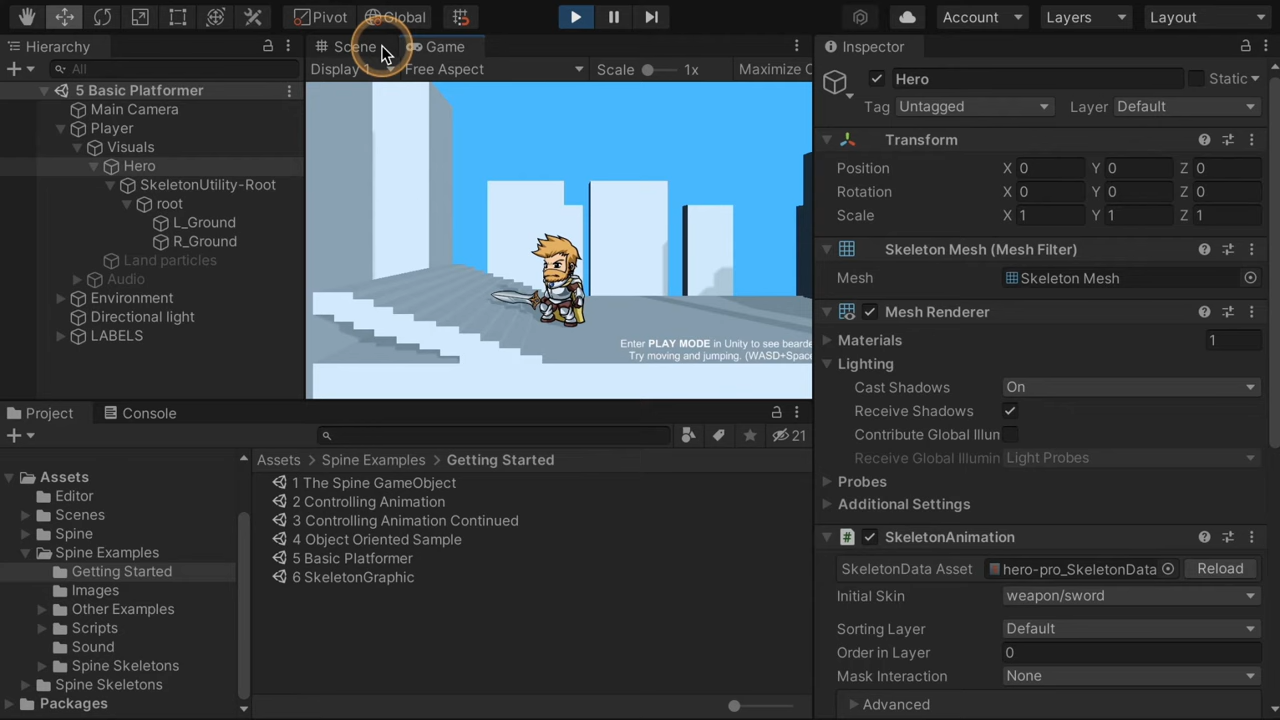 Pivot
Global
Account
Layers
Layout
Hierarchy
All
5 Basic Platformer
Main Camera
Player
Visuals
Hero
SkeletonUtility-Root
root
L_Ground
R_Ground
Land particles
Audio
Environment
Directional light
LABELS
Scene
Game
Display 1
Free Aspect
Scale
1x
Maximize
Enter PLAY MODE in Unity to see
Try moving and jumping. (WASD+Space
Inspector
Hero
Static
Tag
Untagged
Layer
Default
Transform
Position X 0 Y 0 Z 0
Rotation X 0 Y 0 Z 0
Scale X 1 Y 1 Z 1
Skeleton Mesh (Mesh Filter)
Mesh
Skeleton Mesh
Mesh Renderer
Materials
1
Lighting
Cast Shadows
On
Receive Shadows
Contribute Global Illum
Receive Global Illumin
Light Probes
Probes
Additional Settings
SkeletonAnimation
SkeletonData Asset
hero-pro_SkeletonData
Reload
Initial Skin
weapon/sword
Sorting Layer
Default
Order in Layer
0
Mask Interaction
None
Advanced
Project
Console
21
Assets
Editor
Scenes
Spine
Spine Examples
Getting Started
Images
Other Examples
Scripts
Sound
Spine Skeletons
Spine Skeletons
Packages
Assets > Spine Examples > Getting Started
1 The Spine GameObject
2 Controlling Animation
3 Controlling Animation Continued
4 Object Oriented Sample
5 Basic Platformer
6 SkeletonGraphic